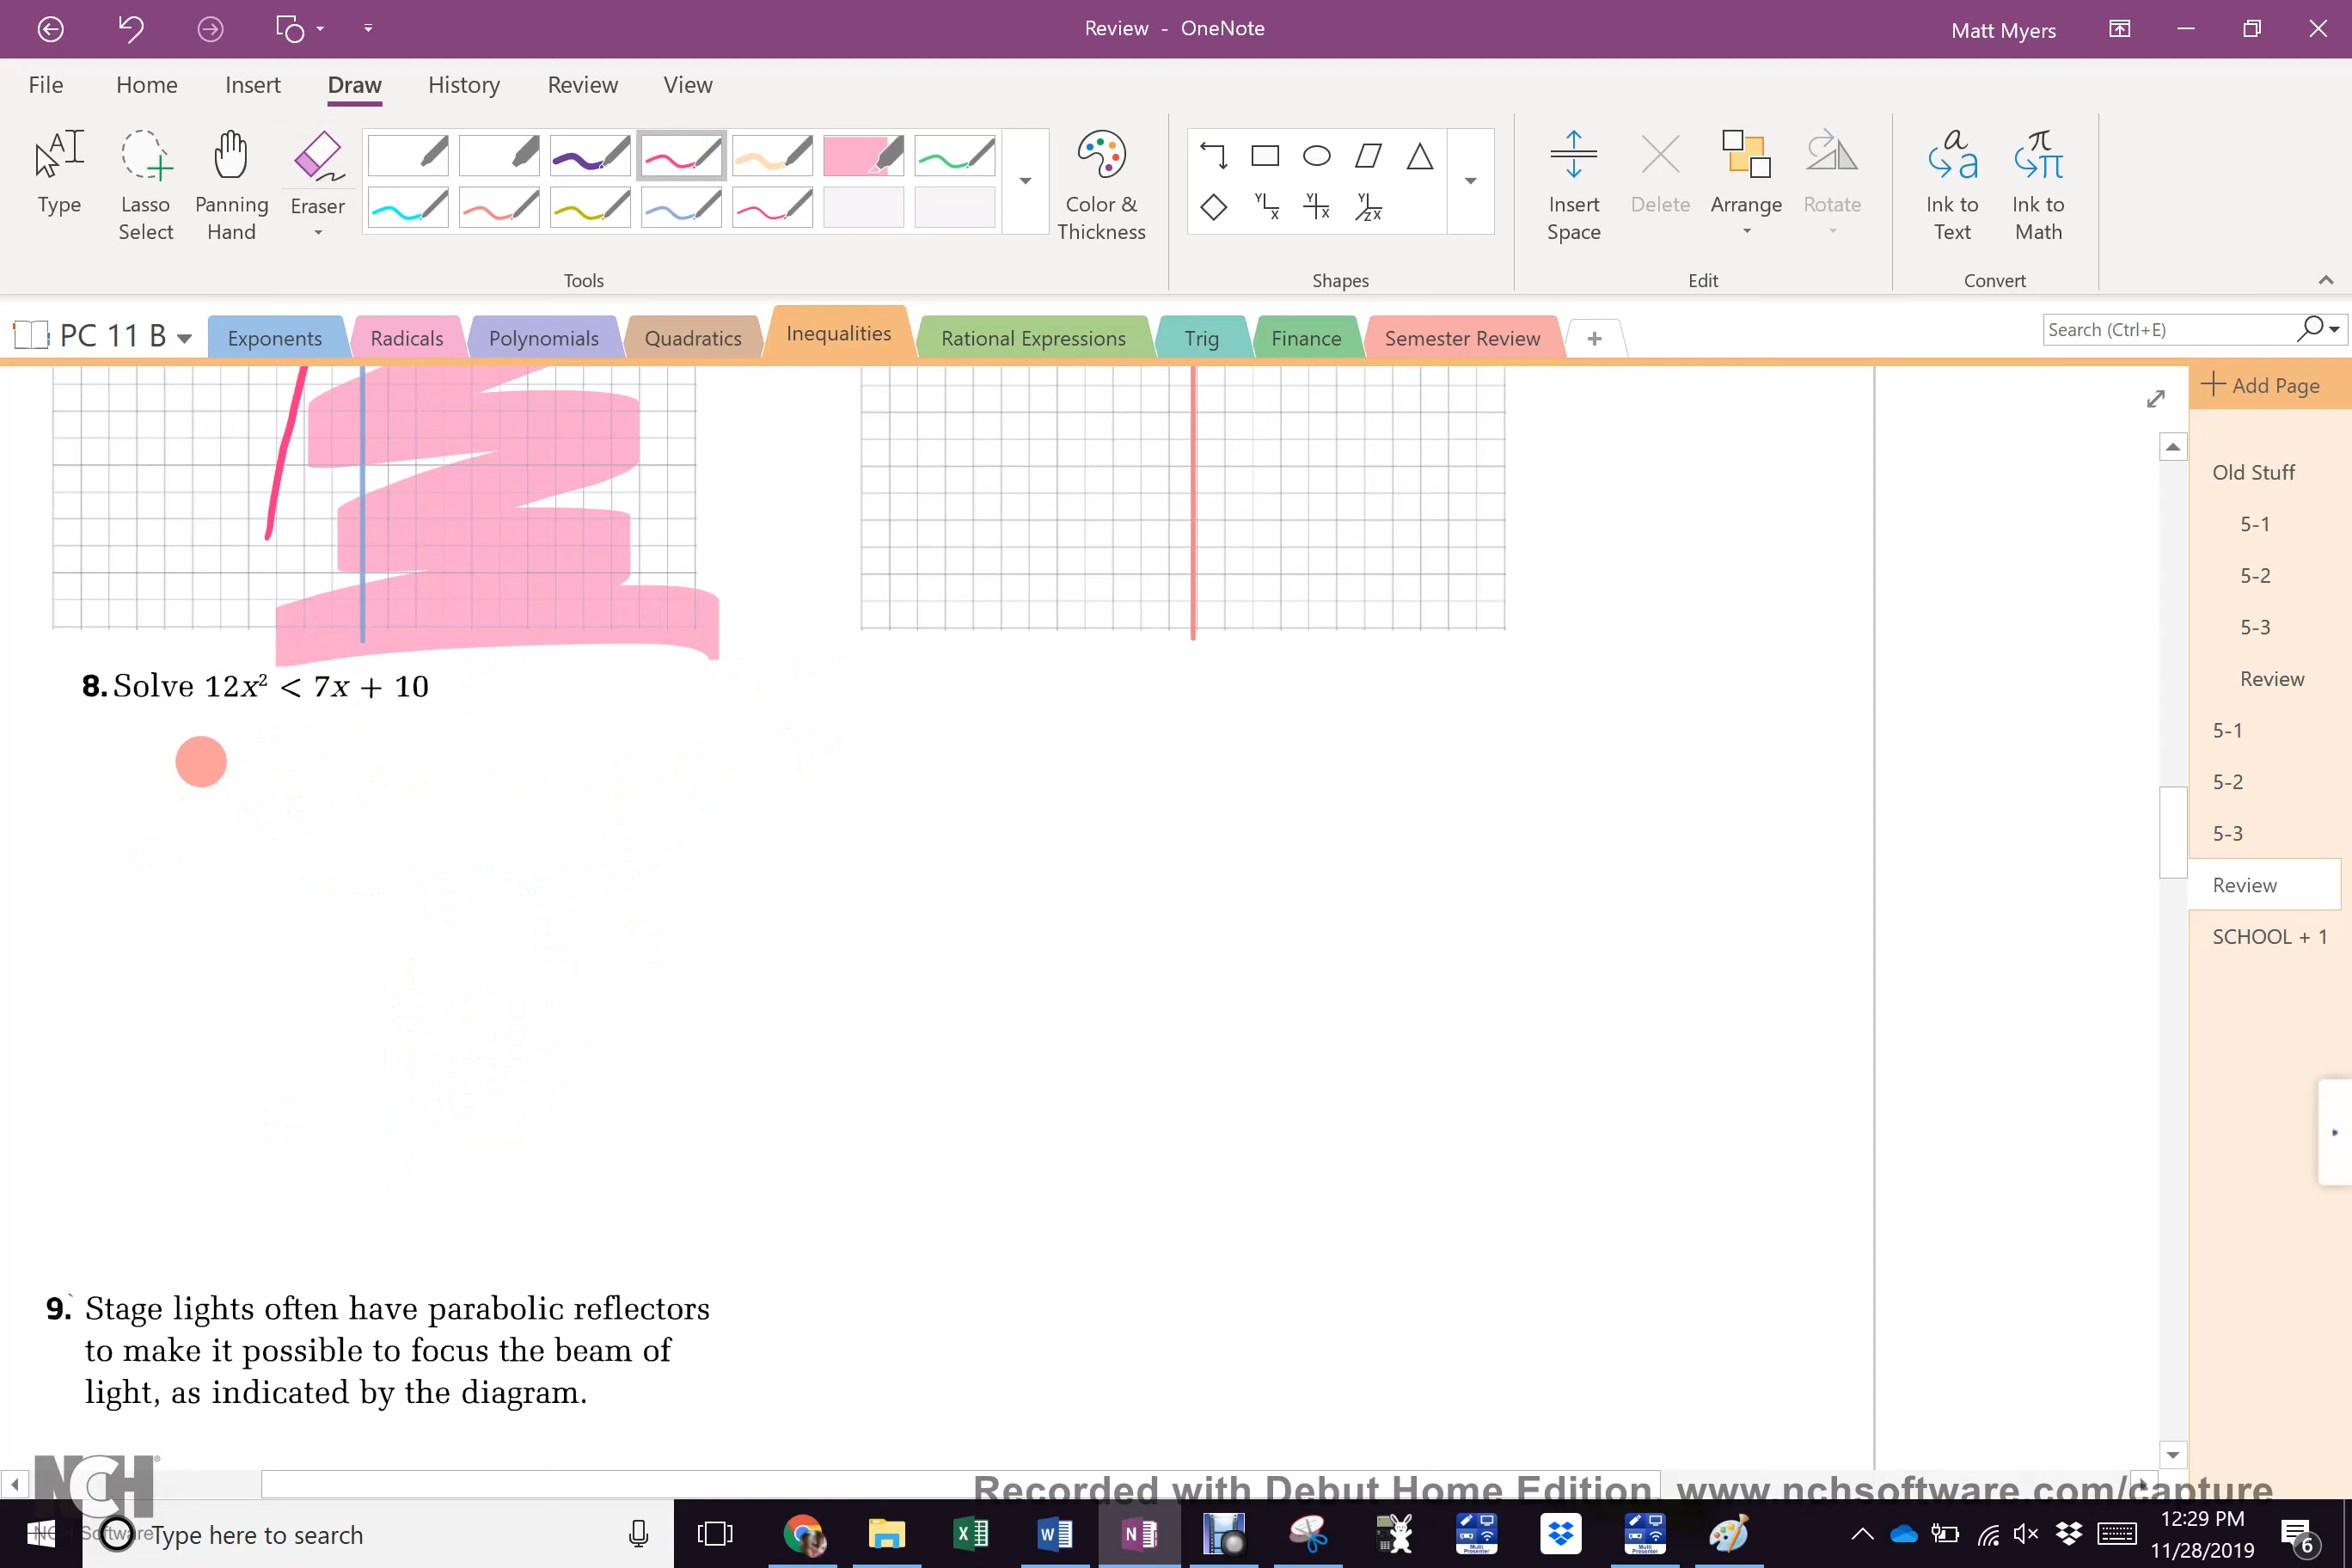 Review - OneNote
Matt Myers
File Home Insert Draw History Review View
Type
Lasso Select
Panning Hand
Eraser
Color & Thickness
Insert Space
Delete
Arrange
Rotate
Ink to Text
Ink to Math
Tools
Shapes
Edit
Convert
PC 11 B
Exponents Radicals Polynomials Quadratics Inequalities Rational Expressions Trig Finance Semester Review
Search (Ctrl+E)
Add Page
Old Stuff
5-1
5-2
5-3
Review
5-1
5-2
5-3
Review
SCHOOL + 1
8. Solve 12x² < 7x + 10
9. Stage lights often have parabolic reflectors
to make it possible to focus the beam of
light, as indicated by the diagram.
NCH®
NCH Software
Recorded with Debut Home Edition. www.nchsoftware.com/capture
Type here to search
12:29 PM
11/28/2019
6